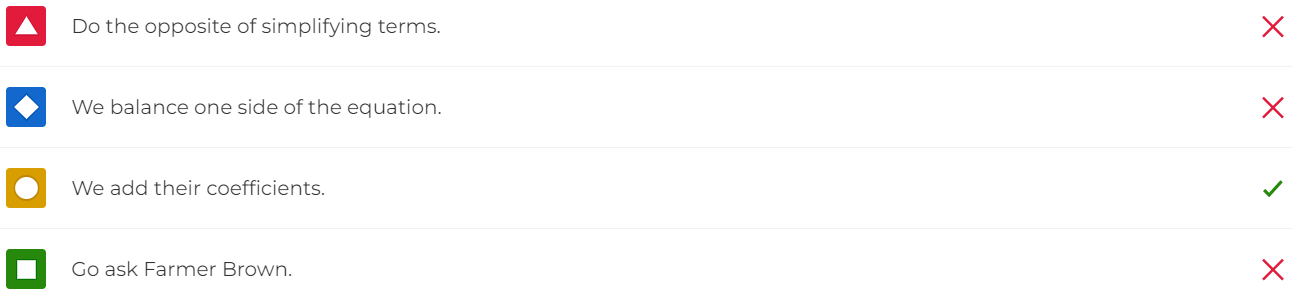 Do the opposite of simplifying terms.
We balance one side of the equation.
We add their coefficients.
Go ask Farmer Brown.